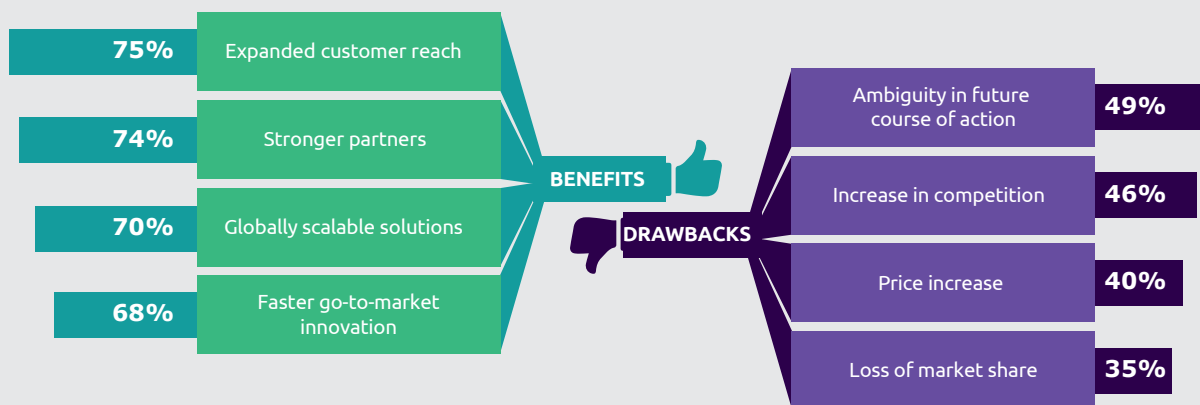 75%
Expanded customer reach
74%
Stronger partners
70%
Globally scalable solutions
68%
Faster go-to-market
innovation
BENEFITS
DRAWBACKS
Ambiguity in future
course of action
49%
Increase in competition
46%
Price increase
40%
Loss of market share
35%